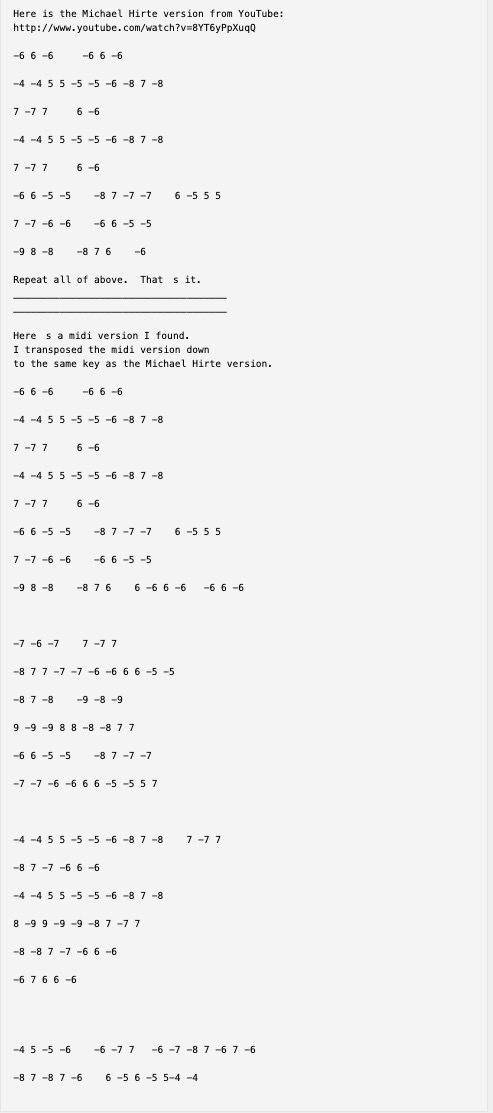 Here is the Michael Hirte version from YouTube:
http://www.youtube.com/watch?v=8YT6yPpXuqQ
-6 6 -6     -6 6 -6
-4 -4 5 5 -5 -5 -6 -8 7 -8
7 -7 7     6 -6
-4 -4 5 5 -5 -5 -6 -8 7 -8
7 -7 7     6 -6
-6 6 -5 -5    -8 7 -7 -7    6 -5 5 5
7 -7 -6 -6    -6 6 -5 -5
-9 8 -8    -8 7 6    -6
Repeat all of above.  That  s it.
______________________________________
______________________________________
Here  s a midi version I found.
I transposed the midi version down
to the same key as the Michael Hirte version.
-6 6 -6     -6 6 -6
-4 -4 5 5 -5 -5 -6 -8 7 -8
7 -7 7     6 -6
-4 -4 5 5 -5 -5 -6 -8 7 -8
7 -7 7     6 -6
-6 6 -5 -5    -8 7 -7 -7    6 -5 5 5
7 -7 -6 -6    -6 6 -5 -5
-9 8 -8    -8 7 6    6 -6 6 -6   -6 6 -6
-7 -6 -7    7 -7 7
-8 7 7 -7 -7 -6 -6 6 6 -5 -5
-8 7 -8    -9 -8 -9
9 -9 -9 8 8 -8 -8 7 7
-6 6 -5 -5    -8 7 -7 -7
-7 -7 -6 -6 6 6 -5 -5 5 7
-4 -4 5 5 -5 -5 -6 -8 7 -8    7 -7 7
-8 7 -7 -6 6 -6
-4 -4 5 5 -5 -5 -6 -8 7 -8
8 -9 9 -9 -9 -8 7 -7 7
-8 -8 7 -7 -6 6 -6
-6 7 6 6 -6
-4 5 -5 -6    -6 -7 7   -6 -7 -8 7 -6 7 -6
-8 7 -8 7 -6    6 -5 6 -5 5-4 -4